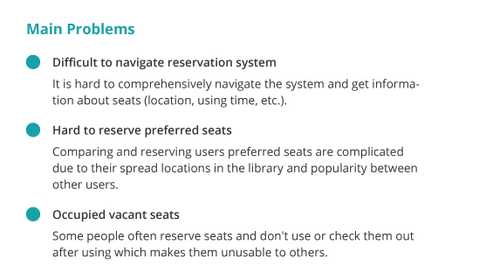 Main Problems
Difficult to navigate reservation system
It is hard to comprehensively navigate the system and get informa-
tion about seats (location, using time, etc.).
Hard to reserve preferred seats
Comparing and reserving users preferred seats are complicated
due to their spread locations in the library and popularity between
other users.
Occupied vacant seats
Some people often reserve seats and don't use or check them out
after using which makes them unusable to others.